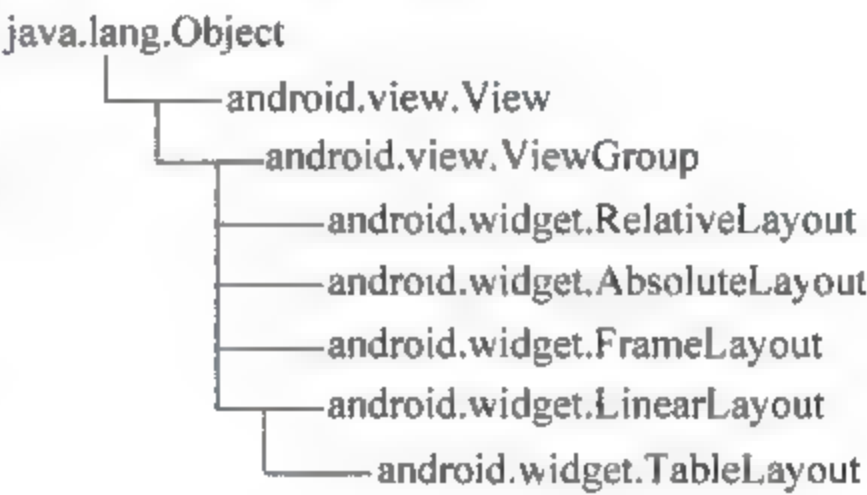 java.lang.Object
android.view.View
android.view.ViewGroup
android.widget.RelativeLayout
android.widget.AbsoluteLayout
android.widget.FrameLayout
android.widget.LinearLayout
android.widget.TableLayout